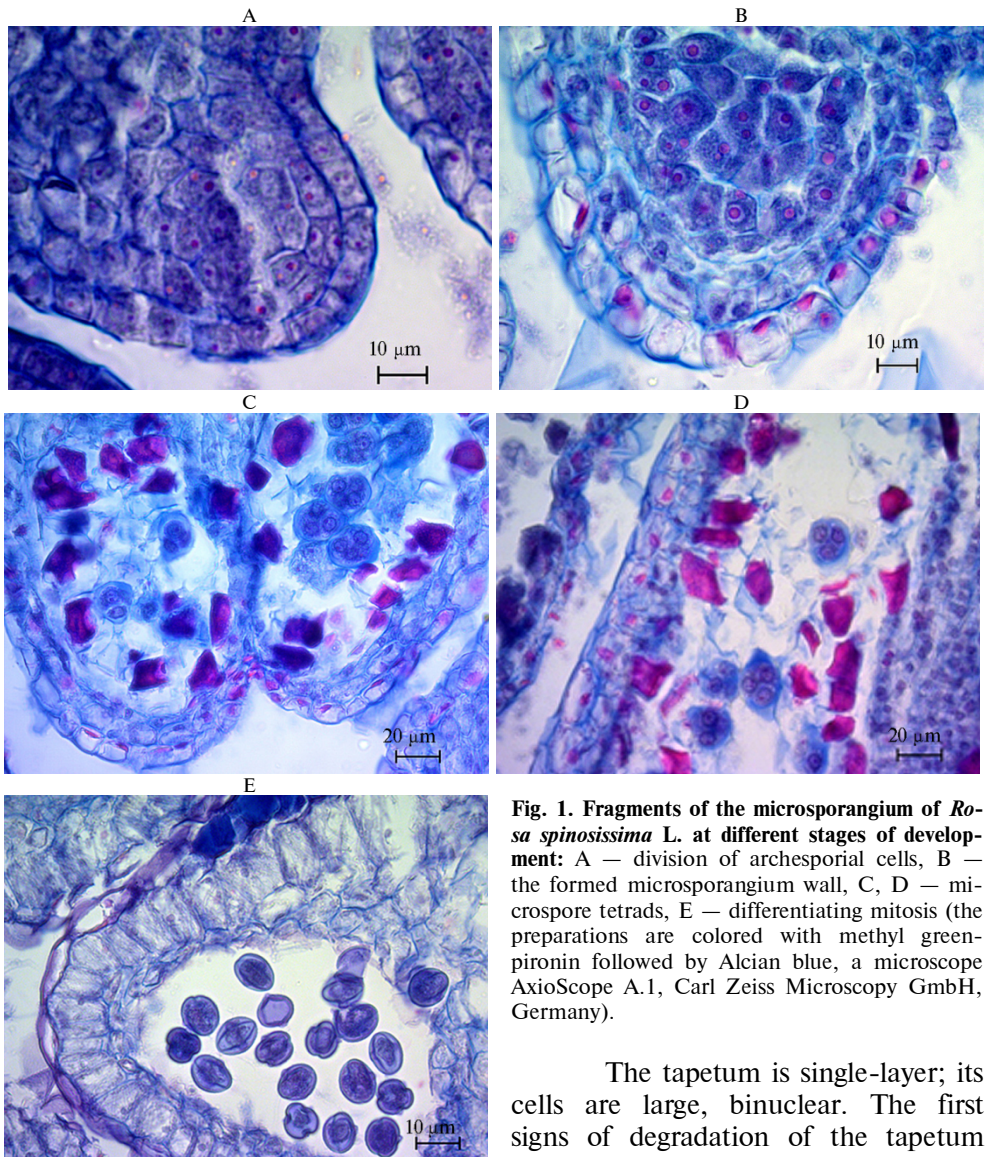 A
B
10 µm
10 µm
C
D
20 µm
20 µm
E
10 µm
Fig. 1. Fragments of the microsporangium of Ro-
sa spinosissima L. at different stages of develop-
ment: A — division of archesporial cells, B —
the formed microsporangium wall, C, D — mi-
crospore tetrads, E — differentiating mitosis (the
preparations are colored with methyl green-
pironin followed by Alcian blue, a microscope
AxioScope A.1, Carl Zeiss Microscopy GmbH,
Germany).
The tapetum is single-layer; its
cells are large, binuclear. The first
signs of degradation of the tapetum